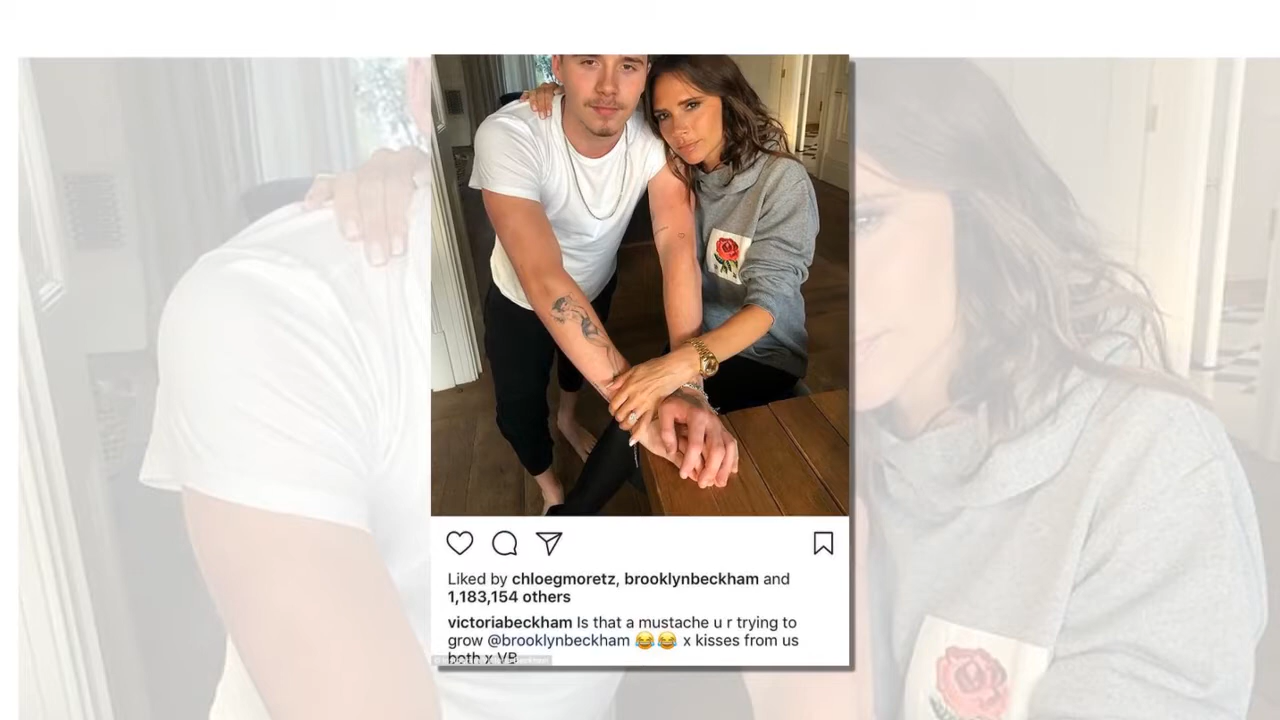 Liked by chloegmoretz, brooklynbeckham and
1,183,154 others
victoriabeckham Is that a mustache u r trying to
grow @brooklynbeckham 😂😂 x kisses from us
both x VB